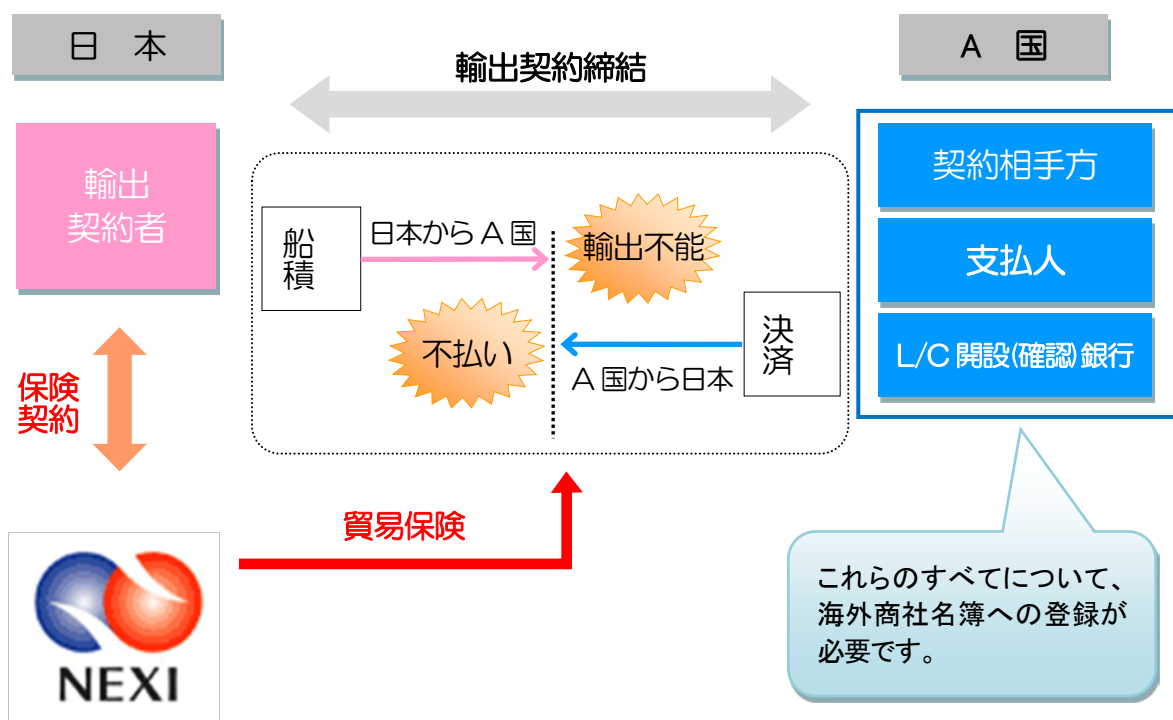 日 本
A 国
輸出契約締結
輸出
契約者
契約相手方
支払人
L/C 開設(確認)銀行
船積
日本から A 国
輸出不能
不払い
決済
A 国から日本
保険
契約
貿易保険
NEXI
これらのすべてについて、
海外商社名簿への登録が
必要です。